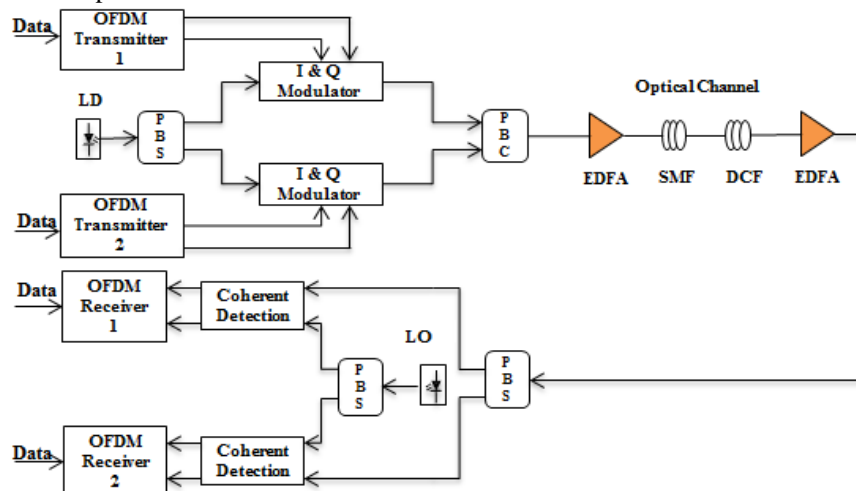 Data
OFDM
Transmitter
1
I & Q
Modulator
LD
P
B
S
P
B
C
Optical Channel
EDFA
SMF
DCF
EDFA
I & Q
Modulator
Data
OFDM
Transmitter
2
Data
OFDM
Receiver
1
Coherent
Detection
LO
P
B
S
P
B
S
Data
OFDM
Receiver
2
Coherent
Detection